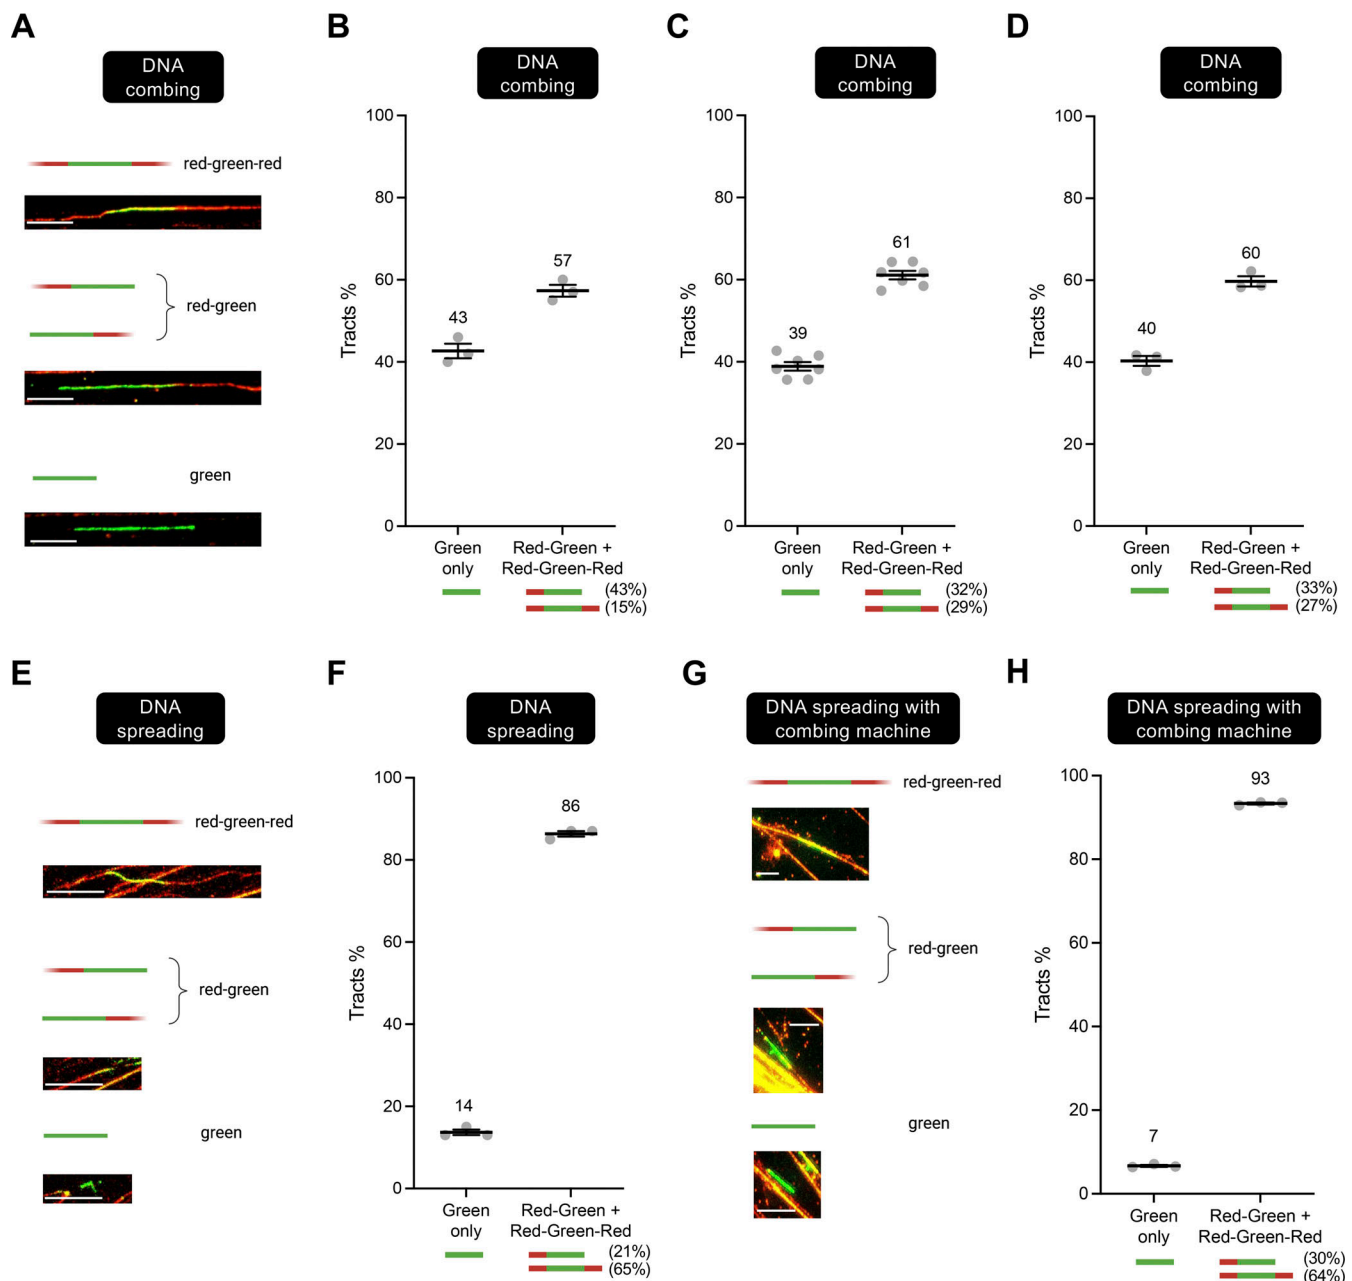 A
DNA
combing
red-green-red
red-green
green
B
DNA
combing
Tracts %
100
80
60
40
20
0
43
57
Green
only
Red-Green +
Red-Green-Red
(43%)
(15%)
C
DNA
combing
Tracts %
100
80
60
40
20
0
39
61
Green
only
Red-Green +
Red-Green-Red
(32%)
(29%)
D
DNA
combing
Tracts %
100
80
60
40
20
0
40
60
Green
only
Red-Green +
Red-Green-Red
(33%)
(27%)
E
DNA
spreading
red-green-red
red-green
green
F
DNA
spreading
Tracts %
100
80
60
40
20
0
14
86
Green
only
Red-Green +
Red-Green-Red
(21%)
(65%)
G
DNA spreading with
combing machine
red-green-red
red-green
green
H
DNA spreading with
combing machine
Tracts %
100
80
60
40
20
0
7
93
Green
only
Red-Green +
Red-Green-Red
(30%)
(64%)